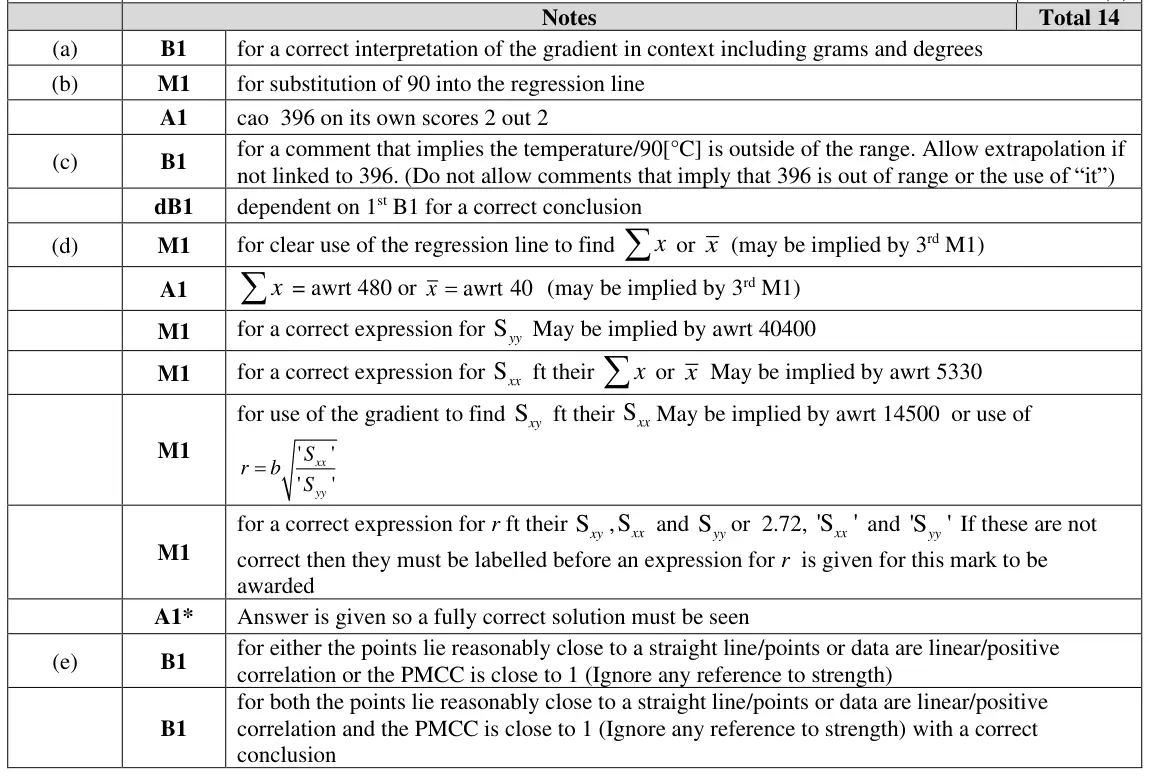 Notes Total 14
(a) B1 for a correct interpretation of the gradient in context including grams and degrees
(b) M1 for substitution of 90 into the regression line
A1 cao 396 on its own scores 2 out 2
(c) B1 for a comment that implies the temperature/90[°C] is outside of the range. Allow extrapolation if
not linked to 396. (Do not allow comments that imply that 396 is out of range or the use of “it”)
dB1 dependent on 1st B1 for a correct conclusion
(d) M1 for clear use of the regression line to find ∑x or x̅ (may be implied by 3rd M1)
A1 ∑x = awrt 480 or x̅ = awrt 40 (may be implied by 3rd M1)
M1 for a correct expression for Syy May be implied by awrt 40400
M1 for a correct expression for Sxx ft their ∑x or x̅ May be implied by awrt 5330
M1 for use of the gradient to find Sxy ft their Sxx May be implied by awrt 14500 or use of
r = b√('Sxx'/'Syy')
M1 for a correct expression for r ft their Sxy , Sxx and Syy or 2.72, 'Sxx' and 'Syy' If these are not
correct then they must be labelled before an expression for r is given for this mark to be
awarded
A1* Answer is given so a fully correct solution must be seen
(e) B1 for either the points lie reasonably close to a straight line/points or data are linear/positive
correlation or the PMCC is close to 1 (Ignore any reference to strength)
B1 for both the points lie reasonably close to a straight line/points or data are linear/positive
correlation and the PMCC is close to 1 (Ignore any reference to strength) with a correct
conclusion